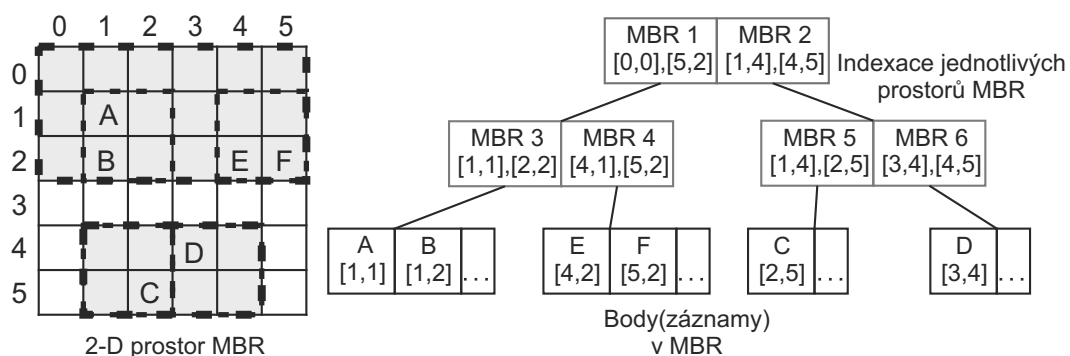 0 1 2 3 4 5
0
1 A
2 B E F
3
4 D
5 C
2-D prostor MBR
MBR 1 MBR 2
[0,0],[5,2] [1,4],[4,5]
Indexace jednotlivých
prostorů MBR
MBR 3 MBR 4 MBR 5 MBR 6
[1,1],[2,2] [4,1],[5,2] [1,4],[2,5] [3,4],[4,5]
A B E F C D
[1,1] [1,2] ... [4,2] [5,2] ... [2,5] ... [3,4] ...
Body(záznamy)
v MBR